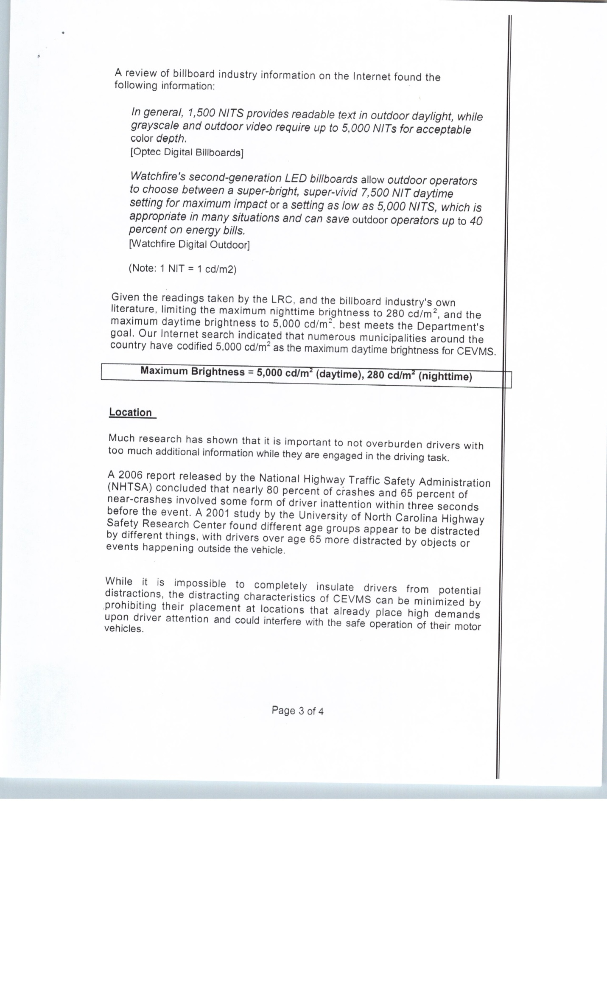 A review of billboard industry information on the Internet found the
following information:
In general, 1,500 NITS provides readable text in outdoor daylight, while
grayscale and outdoor video require up to 5,000 NITs for acceptable
color depth.
[Optec Digital Billboards]
Watchfire's second-generation LED billboards allow outdoor operators
to choose between a super-bright, super-vivid 7,500 NIT daytime
setting for maximum impact or a setting as low as 5,000 NITS, which is
appropriate in many situations and can save outdoor operators up to 40
percent on energy bills.
[Watchfire Digital Outdoor]
(Note: 1 NIT = 1 cd/m2)
Given the readings taken by the LRC, and the billboard industry's own
literature, limiting the maximum nighttime brightness to 280 cd/m², and the
maximum daytime brightness to 5,000 cd/m², best meets the Department's
goal. Our Internet search indicated that numerous municipalities around the
country have codified 5,000 cd/m² as the maximum daytime brightness for CEVMS.
Maximum Brightness = 5,000 cd/m² (daytime), 280 cd/m² (nighttime)
Location
Much research has shown that it is important to not overburden drivers with
too much additional information while they are engaged in the driving task.
A 2006 report released by the National Highway Traffic Safety Administration
(NHTSA) concluded that nearly 80 percent of crashes and 65 percent of
near-crashes involved some form of driver inattention within three seconds
before the event. A 2001 study by the University of North Carolina Highway
Safety Research Center found different age groups appear to be distracted
by different things, with drivers over age 65 more distracted by objects or
events happening outside the vehicle.
While it is impossible to completely insulate drivers from potential
distractions, the distracting characteristics of CEVMS can be minimized by
prohibiting their placement at locations that already place high demands
upon driver attention and could interfere with the safe operation of their motor
vehicles.
Page 3 of 4